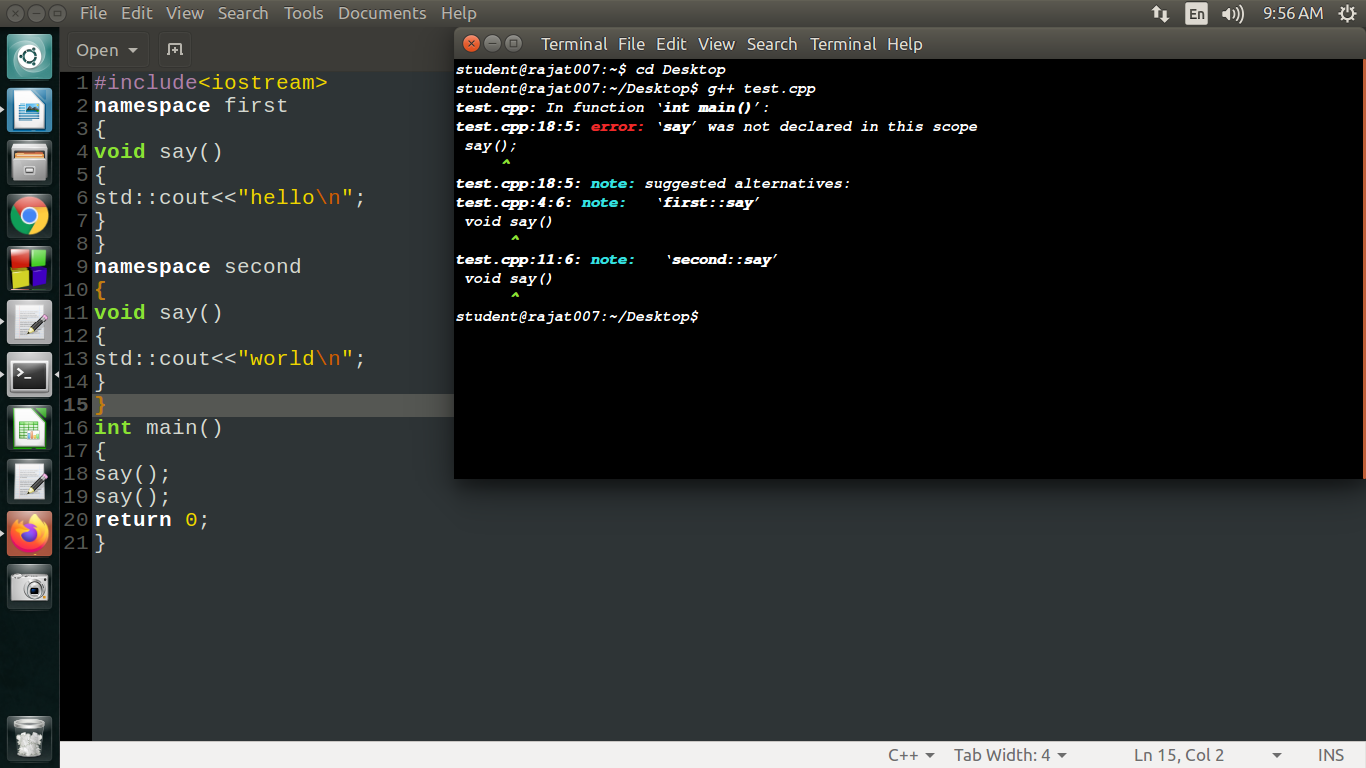 File Edit View Search Tools Documents Help
En
9:56 AM
Open
1 #include<iostream>
2 namespace first
3 {
4 void say()
5 {
6 std::cout<<"hello\n";
7 }
8 }
9 namespace second
10 {
11 void say()
12 {
13 std::cout<<"world\n";
14 }
15 }
16 int main()
17 {
18 say();
19 say();
20 return 0;
21 }
Terminal File Edit View Search Terminal Help
student@rajat007:~$ cd Desktop
student@rajat007:~/Desktop$ g++ test.cpp
test.cpp: In function ‘int main()’:
test.cpp:18:5: error: ‘say’ was not declared in this scope
say();
^
test.cpp:18:5: note: suggested alternatives:
test.cpp:4:6: note:   ‘first::say’
void say()
^
test.cpp:11:6: note:   ‘second::say’
void say()
^
student@rajat007:~/Desktop$
C++ Tab Width: 4 Ln 15, Col 2 INS